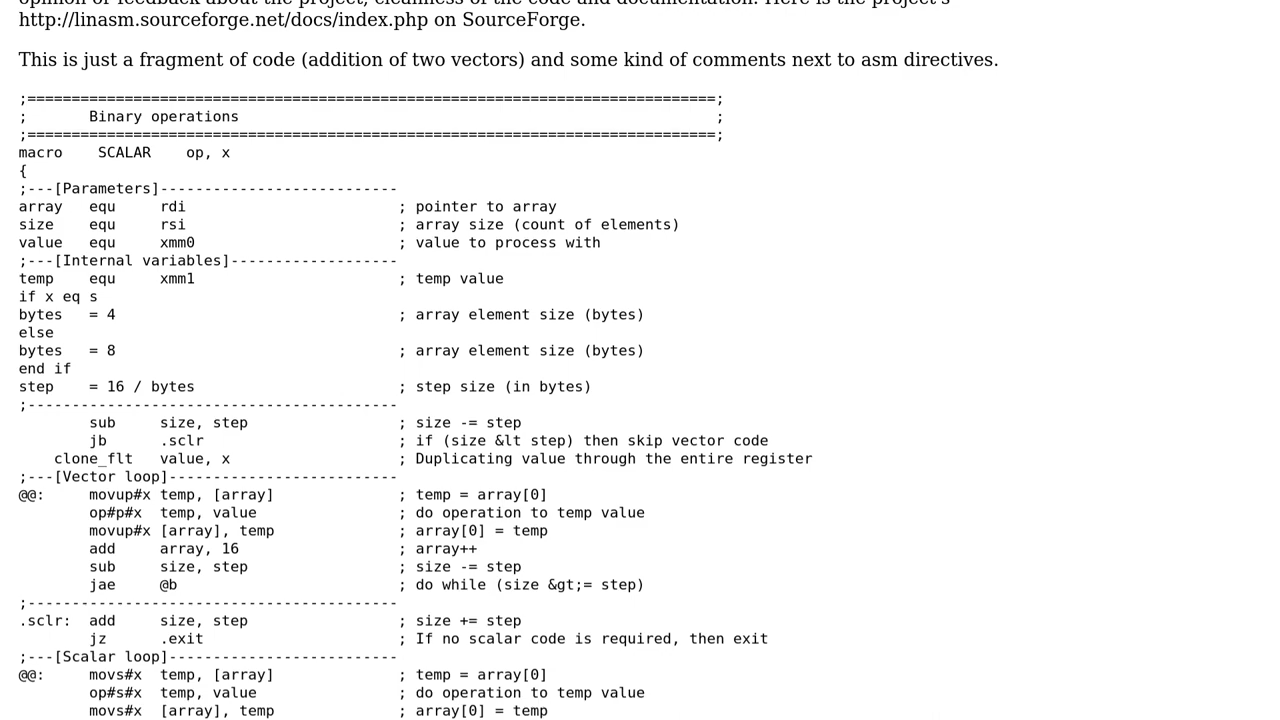 http://linasm.sourceforge.net/docs/index.php on SourceForge.
This is just a fragment of code (addition of two vectors) and some kind of comments next to asm directives.
;==============================================================================;
;       Binary operations                                                      ;
;==============================================================================;
macro    SCALAR    op, x
{
;---[Parameters]---------------------------
array   equ     rdi                        ; pointer to array
size    equ     rsi                        ; array size (count of elements)
value   equ     xmm0                       ; value to process with
;---[Internal variables]-------------------
temp    equ     xmm1                       ; temp value
if x eq s
bytes   = 4                                ; array element size (bytes)
else
bytes   = 8                                ; array element size (bytes)
end if
step    = 16 / bytes                       ; step size (in bytes)
;------------------------------------------
        sub     size, step                 ; size -= step
        jb      .sclr                      ; if (size &lt step) then skip vector code
    clone_flt   value, x                   ; Duplicating value through the entire register
;---[Vector loop]--------------------------
@@:     movup#x temp, [array]              ; temp = array[0]
        op#p#x  temp, value                ; do operation to temp value
        movup#x [array], temp              ; array[0] = temp
        add     array, 16                  ; array++
        sub     size, step                 ; size -= step
        jae     @b                         ; do while (size &gt;= step)
;------------------------------------------
.sclr:  add     size, step                 ; size += step
        jz      .exit                      ; If no scalar code is required, then exit
;---[Scalar loop]--------------------------
@@:     movs#x  temp, [array]              ; temp = array[0]
        op#s#x  temp, value                ; do operation to temp value
        movs#x  [array], temp              ; array[0] = temp